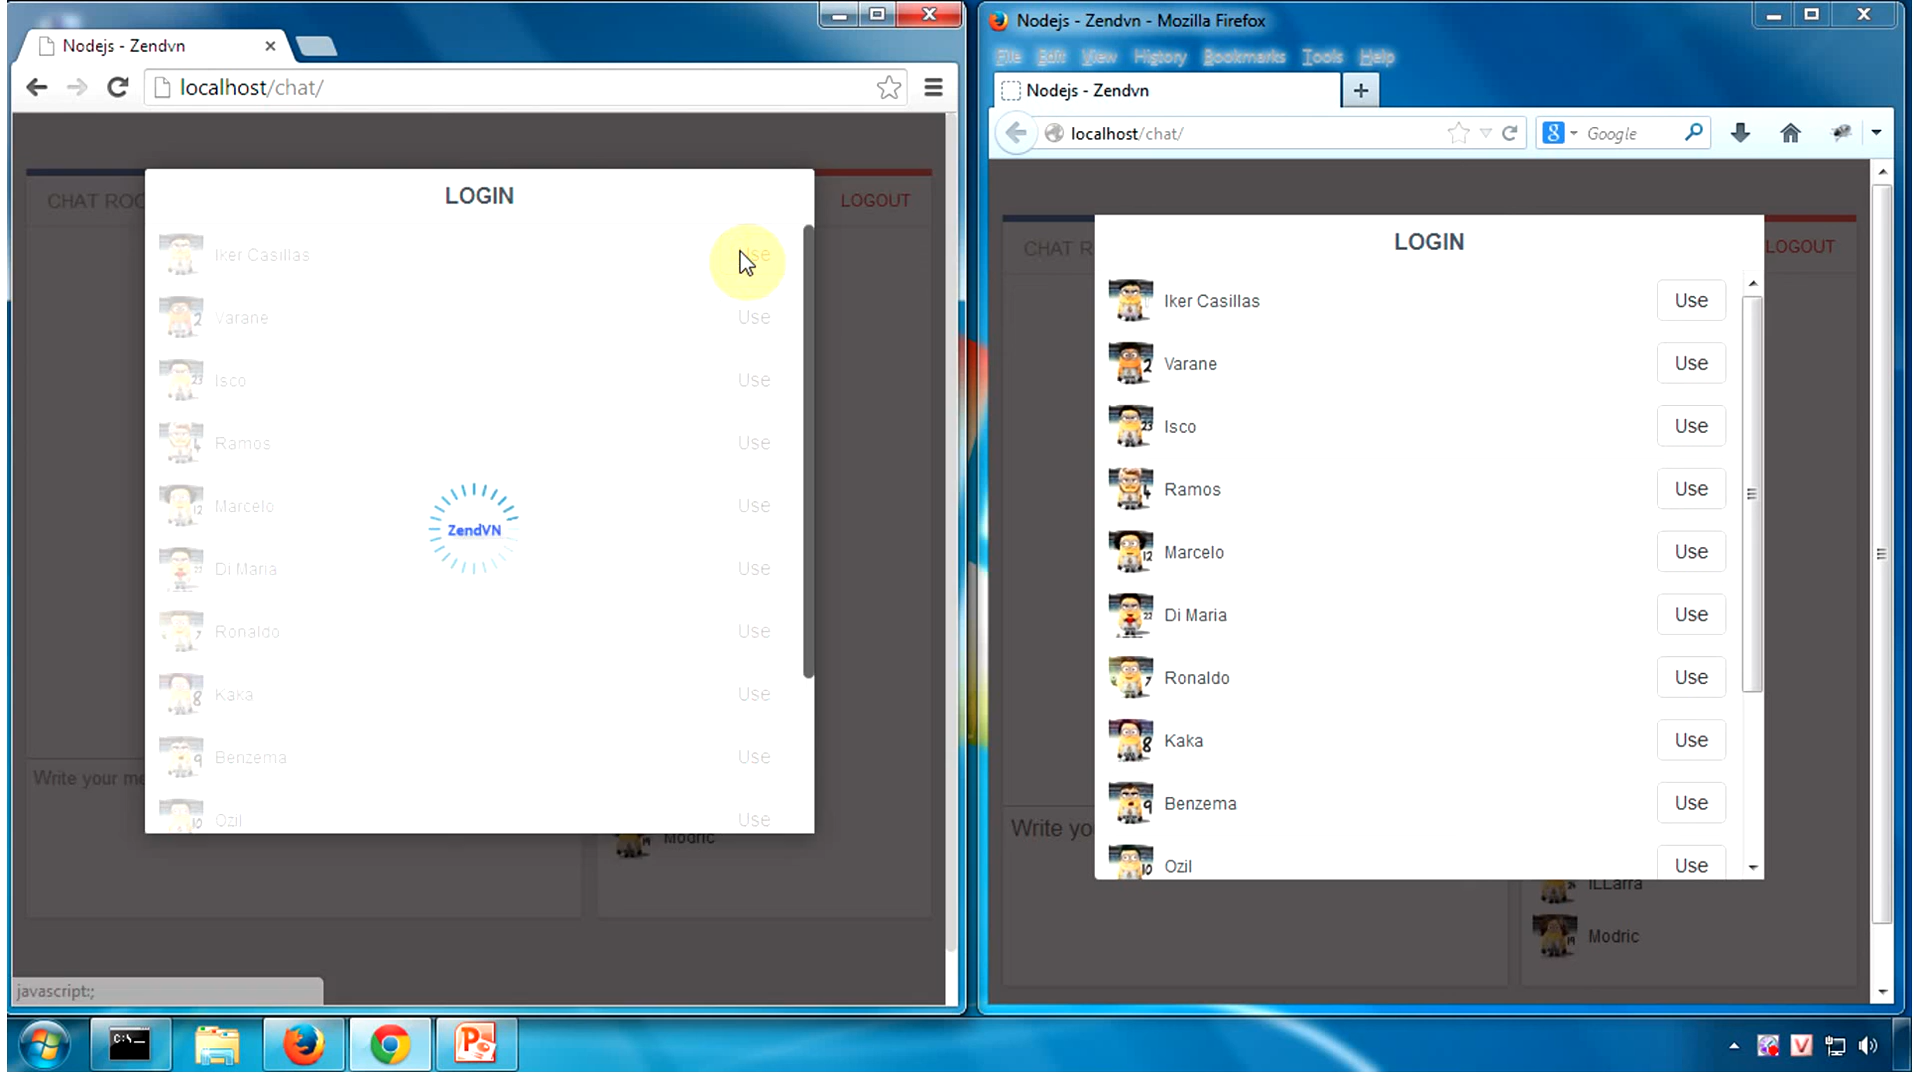 Nodejs - Zendvn
localhost/chat/
CHAT ROO
LOGIN
LOGOUT
Iker Casillas
Use
Varane
Use
Isco
Use
Ramos
Use
Marcelo
Use
ZendVN
Di Maria
Use
Ronaldo
Use
Kaka
Use
Benzema
Use
Write your me
Ozil
Use
Modric
javascript:;
Nodejs - Zendvn - Mozilla Firefox
File Edit View History Bookmarks Tools Help
Nodejs - Zendvn
localhost/chat/
Google
CHAT R
LOGIN
LOGOUT
Iker Casillas
Use
Varane
Use
Isco
Use
Ramos
Use
Marcelo
Use
Di Maria
Use
Ronaldo
Use
Kaka
Use
Benzema
Use
Write yo
Ozil
Use
ILLarra
Modric